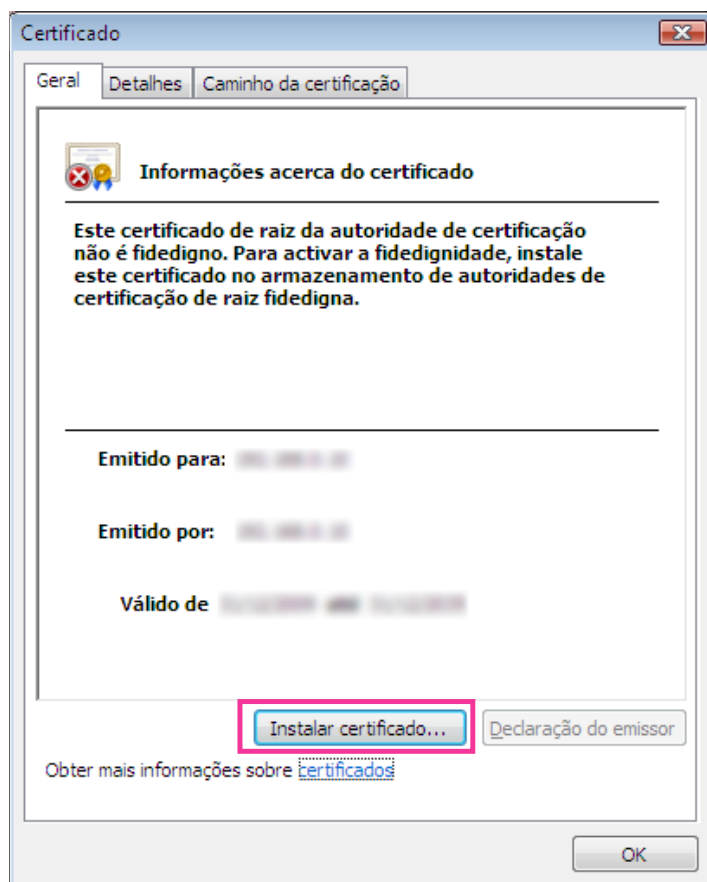 Certificado
Geral
Detalhes
Caminho da certificação
Informações acerca do certificado
Este certificado de raiz da autoridade de certificação
não é fidedigno. Para activar a fidedignidade, instale
este certificado no armazenamento de autoridades de
certificação de raiz fidedigna.
Emitido para:
Emitido por:
Válido de
Instalar certificado...
Declaração do emissor
Obter mais informações sobre certificados
OK